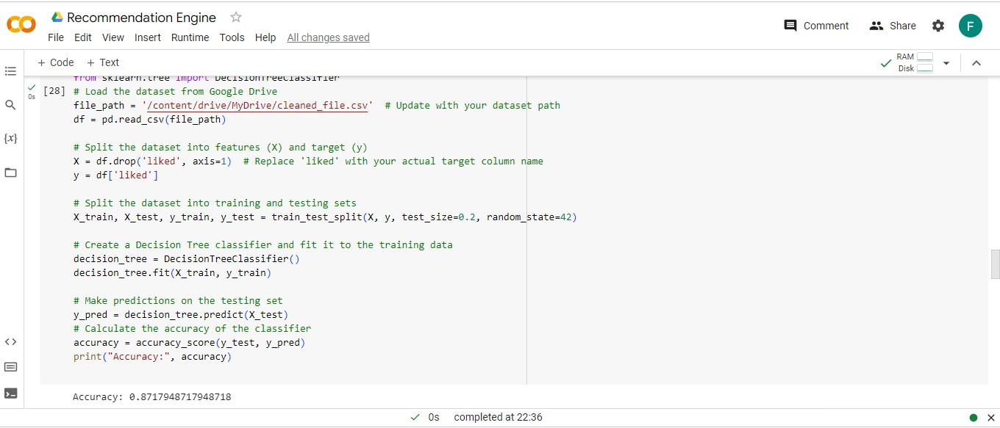 Recommendation Engine
File Edit View Insert Runtime Tools Help All changes saved
Comment Share F
+ Code + Text
RAM
Disk
from sklearn.tree import DecisionTreeClassifier
0s
[28] # Load the dataset from Google Drive
file_path = '/content/drive/MyDrive/cleaned_file.csv'  # Update with your dataset path
df = pd.read_csv(file_path)
# Split the dataset into features (X) and target (y)
X = df.drop('liked', axis=1)  # Replace 'liked' with your actual target column name
y = df['liked']
# Split the dataset into training and testing sets
X_train, X_test, y_train, y_test = train_test_split(X, y, test_size=0.2, random_state=42)
# Create a Decision Tree classifier and fit it to the training data
decision_tree = DecisionTreeClassifier()
decision_tree.fit(X_train, y_train)
# Make predictions on the testing set
y_pred = decision_tree.predict(X_test)
# Calculate the accuracy of the classifier
accuracy = accuracy_score(y_test, y_pred)
print("Accuracy:", accuracy)
Accuracy: 0.8717948717948718
0s completed at 22:36